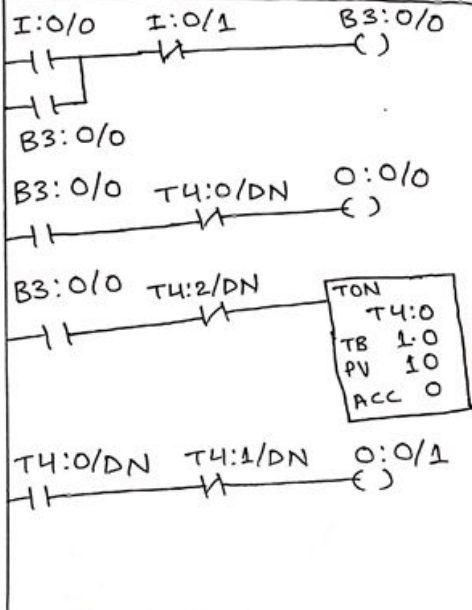 I:0/0 I:0/1 B3:0/0
B3:0/0
B3:0/0 T4:0/DN O:0/0
B3:0/0 T4:2/DN
TON
T4:0
TB 1.0
PV 10
ACC 0
T4:0/DN T4:1/DN O:0/1